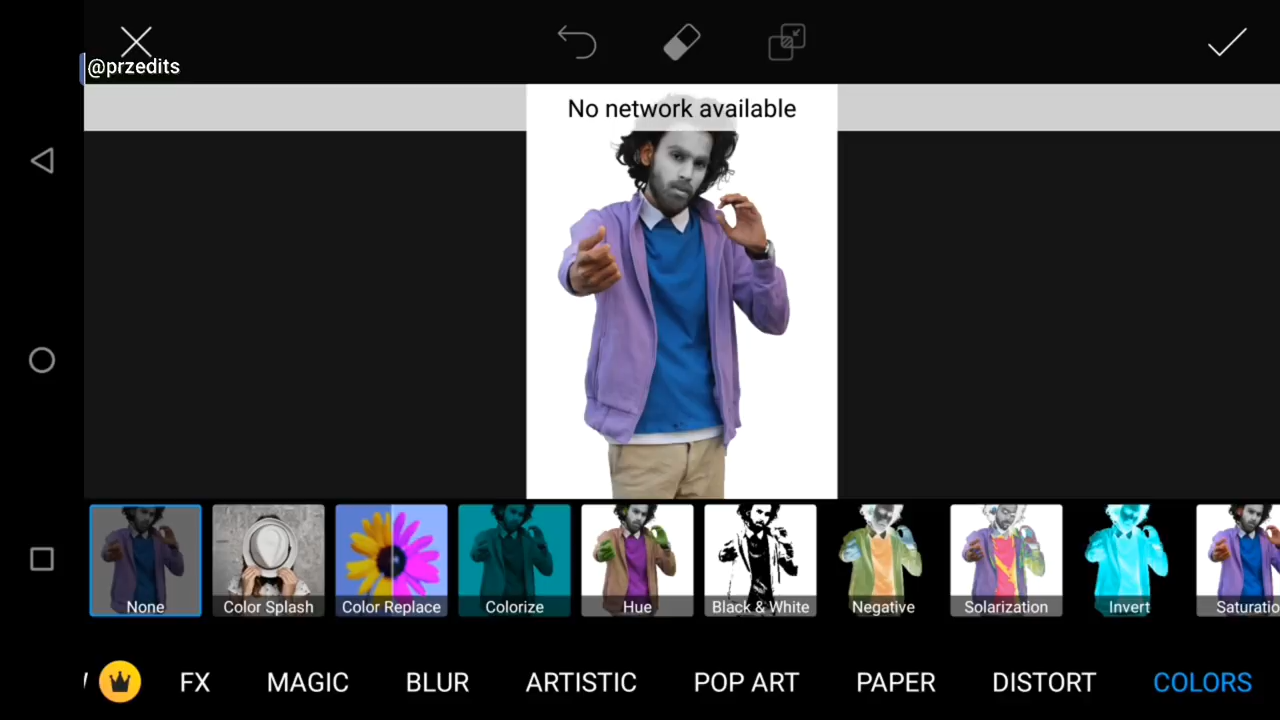 @przedits
No network available
None
Color Splash
Color Replace
Colorize
Hue
Black & White
Negative
Solarization
Invert
Saturatio
FX
MAGIC
BLUR
ARTISTIC
POP ART
PAPER
DISTORT
COLORS